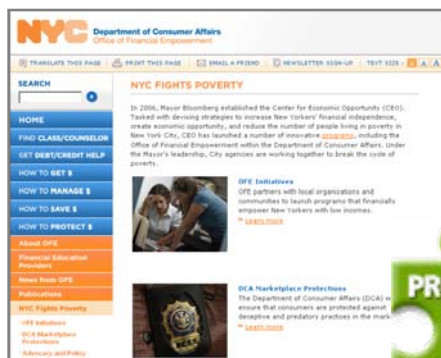 NYC Department of Consumer Affairs
Office of Financial Empowerment
TRANSLATE THIS PAGE PRINT THIS PAGE EMAIL A FRIEND NEWSLETTER SIGN-UP TEXT SIZE : A A A
SEARCH
HOME
FIND CLASS/COUNSELOR
GET DEBT/CREDIT HELP
HOW TO GET $
HOW TO MANAGE $
HOW TO SAVE $
HOW TO PROTECT $
About OFE
Financial Education
Providers
News from OFE
Publications
NYC Fights Poverty
OFE Initiatives
DCA Marketplace
Protections
Advocacy and Policy
NYC FIGHTS POVERTY
In 2006, Mayor Bloomberg established the Center for Economic Opportunity (CEO).
Tasked with devising strategies to increase New Yorkers' financial independence,
create economic opportunity, and reduce the number of people living in poverty in
New York City, CEO has launched a number of innovative programs, including the
Office of Financial Empowerment within the Department of Consumer Affairs. Under
the Mayor's leadership, City agencies are working together to break the cycle of
poverty.
OFE Initiatives
OFE partners with local organizations and
communities to launch programs that financially
empower New Yorkers with low incomes.
Learn more
DCA Marketplace Protections
The Department of Consumer Affairs (DCA) w
ensure that consumers are protected against
deceptive and predatory practices in the mark
Learn more
PR